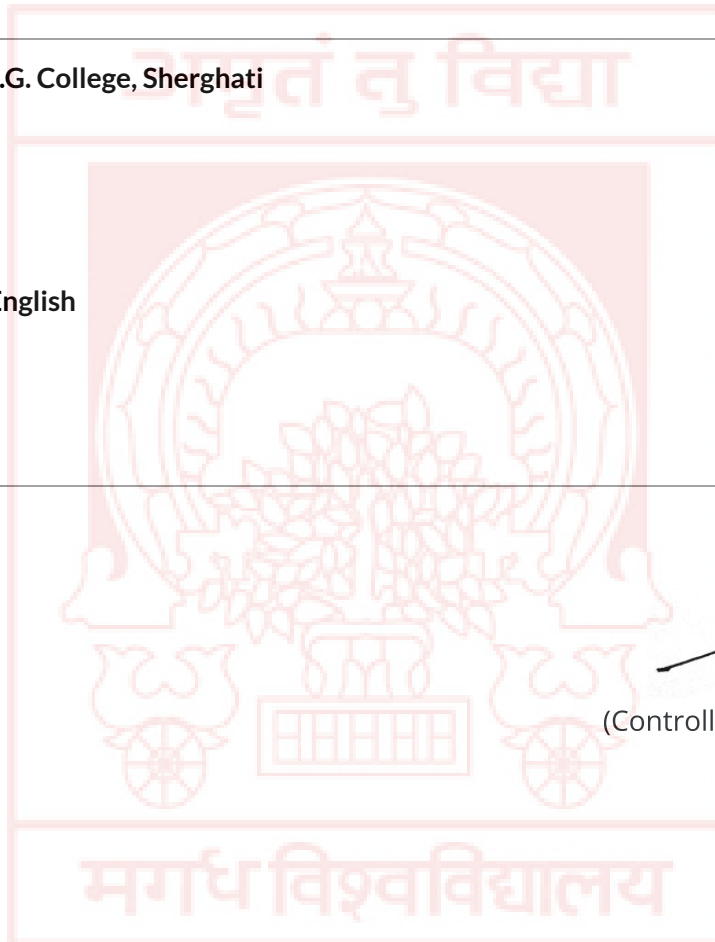 अमृतं तु विद्या
.G. College, Sherghati
English
(Controll
मगध विश्वविद्यालय